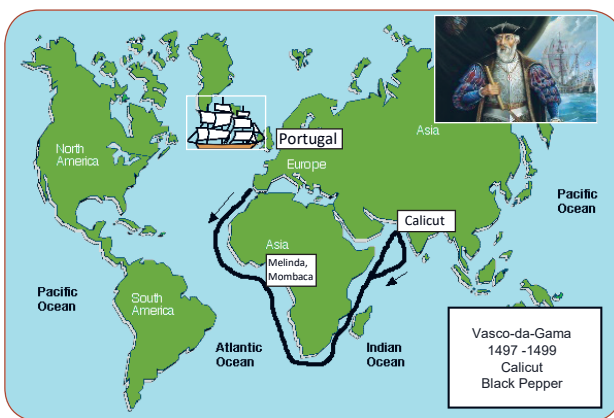 Portugal
Asia
North
America
Europe
Pacific
Ocean
Calicut
Asia
Melinda,
Mombaca
Pacific
Ocean
South
America
Atlantic
Ocean
Indian
Ocean
Vasco-da-Gama
1497 -1499
Calicut
Black Pepper